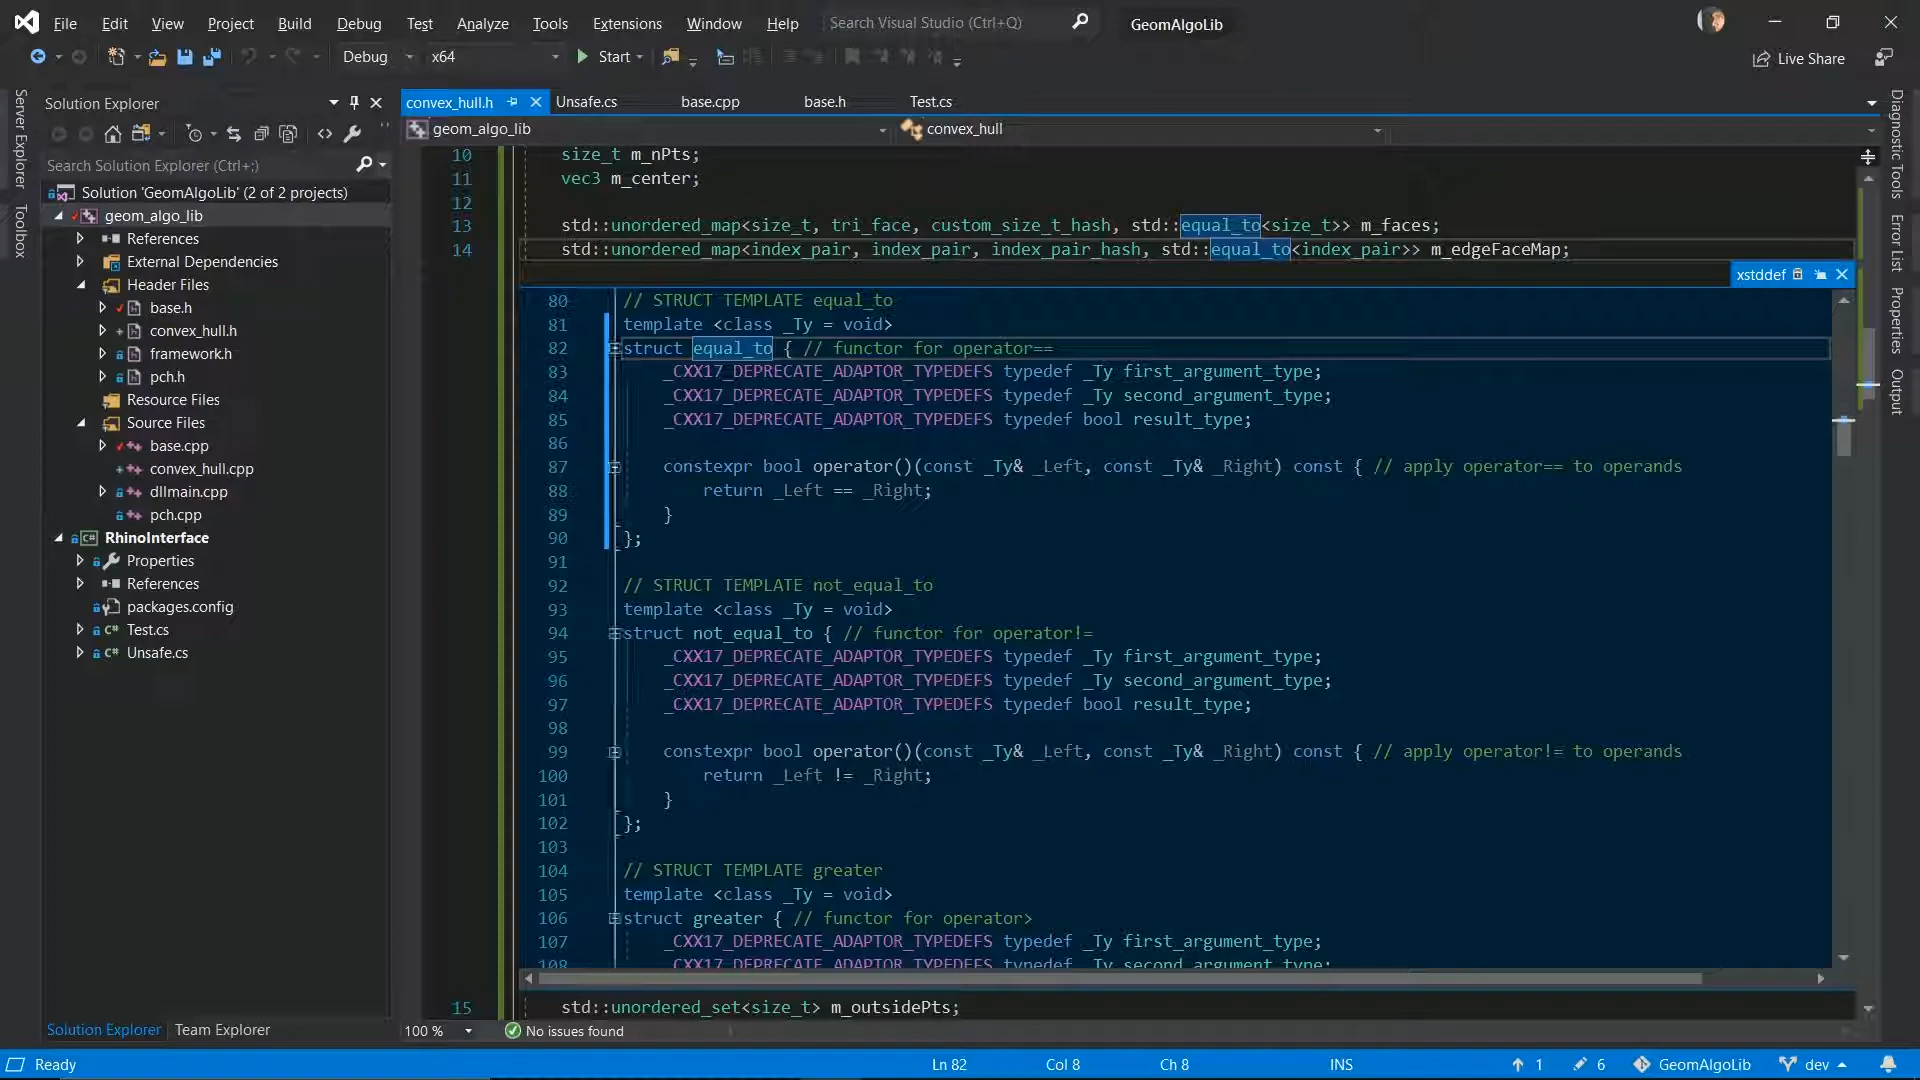 File Edit View Project Build Debug Test Analyze Tools Extensions Window Help Search Visual Studio (Ctrl+Q) GeomAlgoLib
Debug x64 Start Live Share
Server Explorer
Toolbox
Solution Explorer
Search Solution Explorer (Ctrl+;)
Solution 'GeomAlgoLib' (2 of 2 projects)
geom_algo_lib
References
External Dependencies
Header Files
base.h
convex_hull.h
framework.h
pch.h
Resource Files
Source Files
base.cpp
convex_hull.cpp
dllmain.cpp
pch.cpp
C# RhinoInterface
Properties
References
packages.config
C# Test.cs
C# Unsafe.cs
Solution Explorer Team Explorer
convex_hull.h Unsafe.cs base.cpp base.h Test.cs
geom_algo_lib convex_hull
10 size_t m_nPts;
11 vec3 m_center;
12
13 std::unordered_map<size_t, tri_face, custom_size_t_hash, std::equal_to<size_t>> m_faces;
14 std::unordered_map<index_pair, index_pair, index_pair_hash, std::equal_to<index_pair>> m_edgeFaceMap;
xstddef
80 // STRUCT TEMPLATE equal_to
81 template <class _Ty = void>
82 struct equal_to { // functor for operator==
83 _CXX17_DEPRECATE_ADAPTOR_TYPEDEFS typedef _Ty first_argument_type;
84 _CXX17_DEPRECATE_ADAPTOR_TYPEDEFS typedef _Ty second_argument_type;
85 _CXX17_DEPRECATE_ADAPTOR_TYPEDEFS typedef bool result_type;
86
87 constexpr bool operator()(const _Ty& _Left, const _Ty& _Right) const { // apply operator== to operands
88 return _Left == _Right;
89 }
90 };
91
92 // STRUCT TEMPLATE not_equal_to
93 template <class _Ty = void>
94 struct not_equal_to { // functor for operator!=
95 _CXX17_DEPRECATE_ADAPTOR_TYPEDEFS typedef _Ty first_argument_type;
96 _CXX17_DEPRECATE_ADAPTOR_TYPEDEFS typedef _Ty second_argument_type;
97 _CXX17_DEPRECATE_ADAPTOR_TYPEDEFS typedef bool result_type;
98
99 constexpr bool operator()(const _Ty& _Left, const _Ty& _Right) const { // apply operator!= to operands
100 return _Left != _Right;
101 }
102 };
103
104 // STRUCT TEMPLATE greater
105 template <class _Ty = void>
106 struct greater { // functor for operator>
107 _CXX17_DEPRECATE_ADAPTOR_TYPEDEFS typedef _Ty first_argument_type;
108 _CXX17_DEPRECATE_ADAPTOR_TYPEDEFS typedef _Ty second_argument_type;
15 std::unordered_set<size_t> m_outsidePts;
100 % No issues found
Diagnostic Tools
Error List
Properties
Output
Ready Ln 82 Col 8 Ch 8 INS 1 6 GeomAlgoLib dev